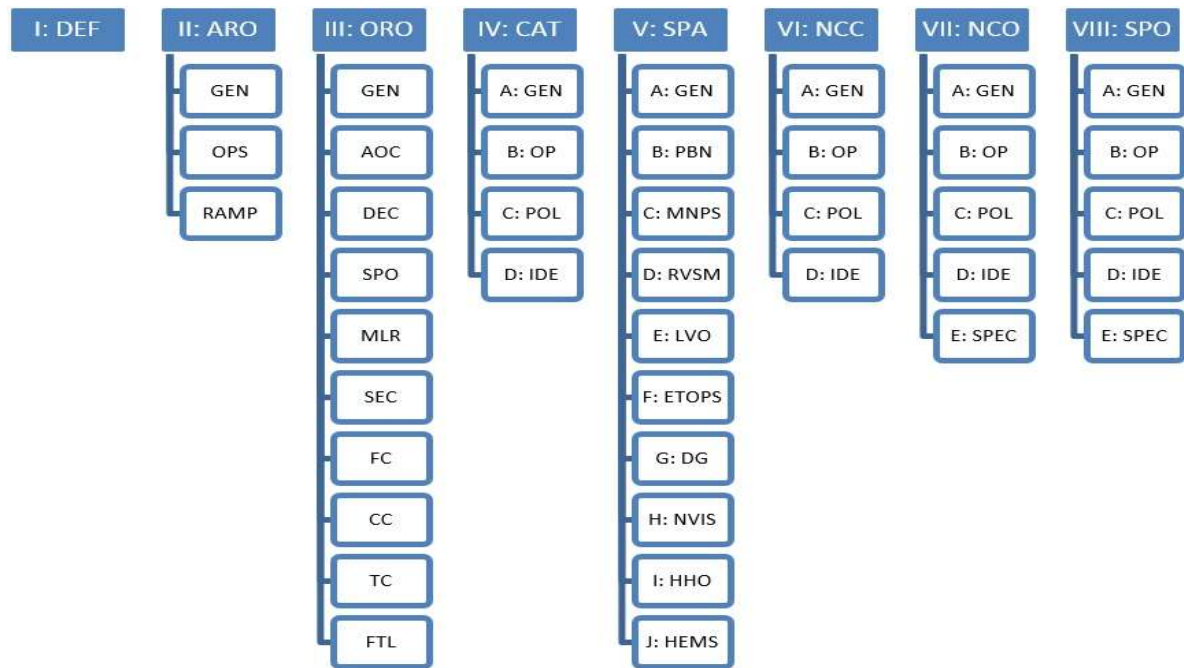 I: DEF
II: ARO
GEN
OPS
RAMP
III: ORO
GEN
AOC
DEC
SPO
MLR
SEC
FC
CC
TC
FTL
IV: CAT
A: GEN
B: OP
C: POL
D: IDE
V: SPA
A: GEN
B: PBN
C: MNPS
D: RVSM
E: LVO
F: ETOPS
G: DG
H: NVIS
I: HHO
J: HEMS
VI: NCC
A: GEN
B: OP
C: POL
D: IDE
VII: NCO
A: GEN
B: OP
C: POL
D: IDE
E: SPEC
VIII: SPO
A: GEN
B: OP
C: POL
D: IDE
E: SPEC